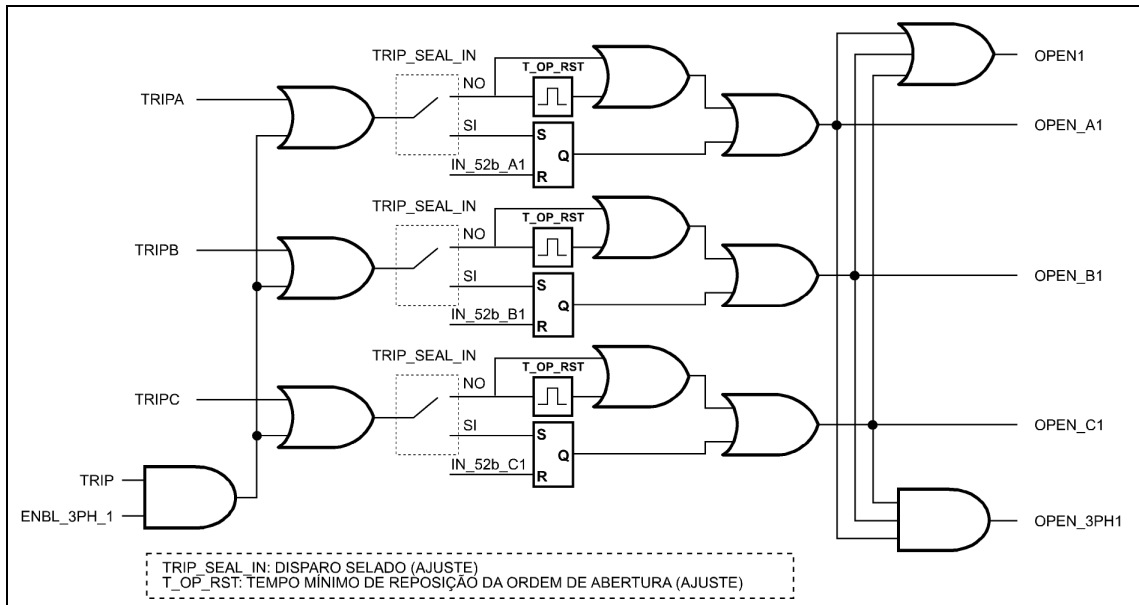 TRIP_SEAL_IN
NO
T_OP_RST
OPEN1
TRIPA
OPEN_A1
SI
S
Q
IN_52b_A1
R
TRIP_SEAL_IN
NO
T_OP_RST
TRIPB
OPEN_B1
SI
S
Q
IN_52b_B1
R
TRIP_SEAL_IN
NO
T_OP_RST
TRIPC
OPEN_C1
SI
S
Q
IN_52b_C1
R
TRIP
ENBL_3PH_1
OPEN_3PH1
TRIP_SEAL_IN: DISPARO SELADO (AJUSTE)
T_OP_RST: TEMPO MÍNIMO DE REPOSIÇÃO DA ORDEM DE ABERTURA (AJUSTE)